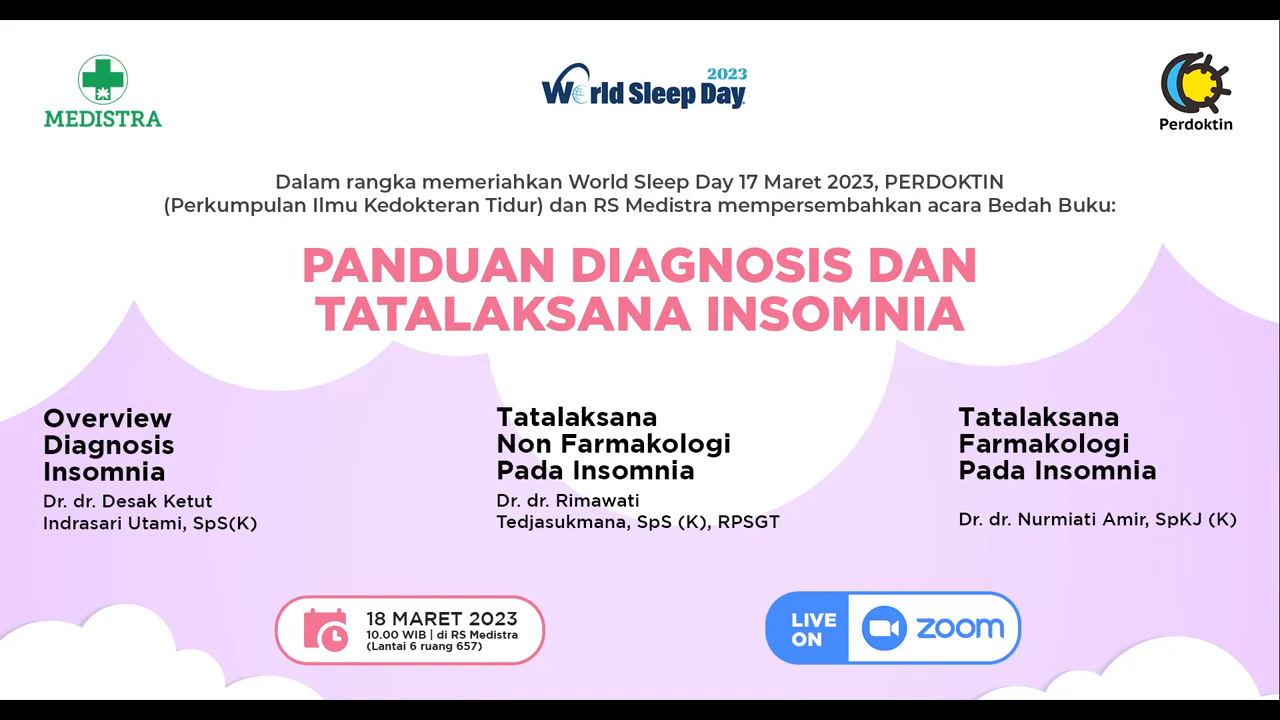 MEDISTRA
2023
World Sleep Day
Perdoktin
Dalam rangka memeriahkan World Sleep Day 17 Maret 2023, PERDOKTIN
(Perkumpulan Ilmu Kedokteran Tidur) dan RS Medistra mempersembahkan acara Bedah Buku:
PANDUAN DIAGNOSIS DAN
TATALAKSANA INSOMNIA
Overview
Diagnosis
Insomnia
Dr. dr. Desak Ketut
Indrasari Utami, SpS(K)
Tatalaksana
Non Farmakologi
Pada Insomnia
Dr. dr. Rimawati
Tedjasukmana, SpS (K), RPSGT
Tatalaksana
Farmakologi
Pada Insomnia
Dr. dr. Nurmiati Amir, SpKJ (K)
18 MARET 2023
10.00 WIB | di RS Medistra
(Lantai 6 ruang 657)
LIVE
ON
zoom